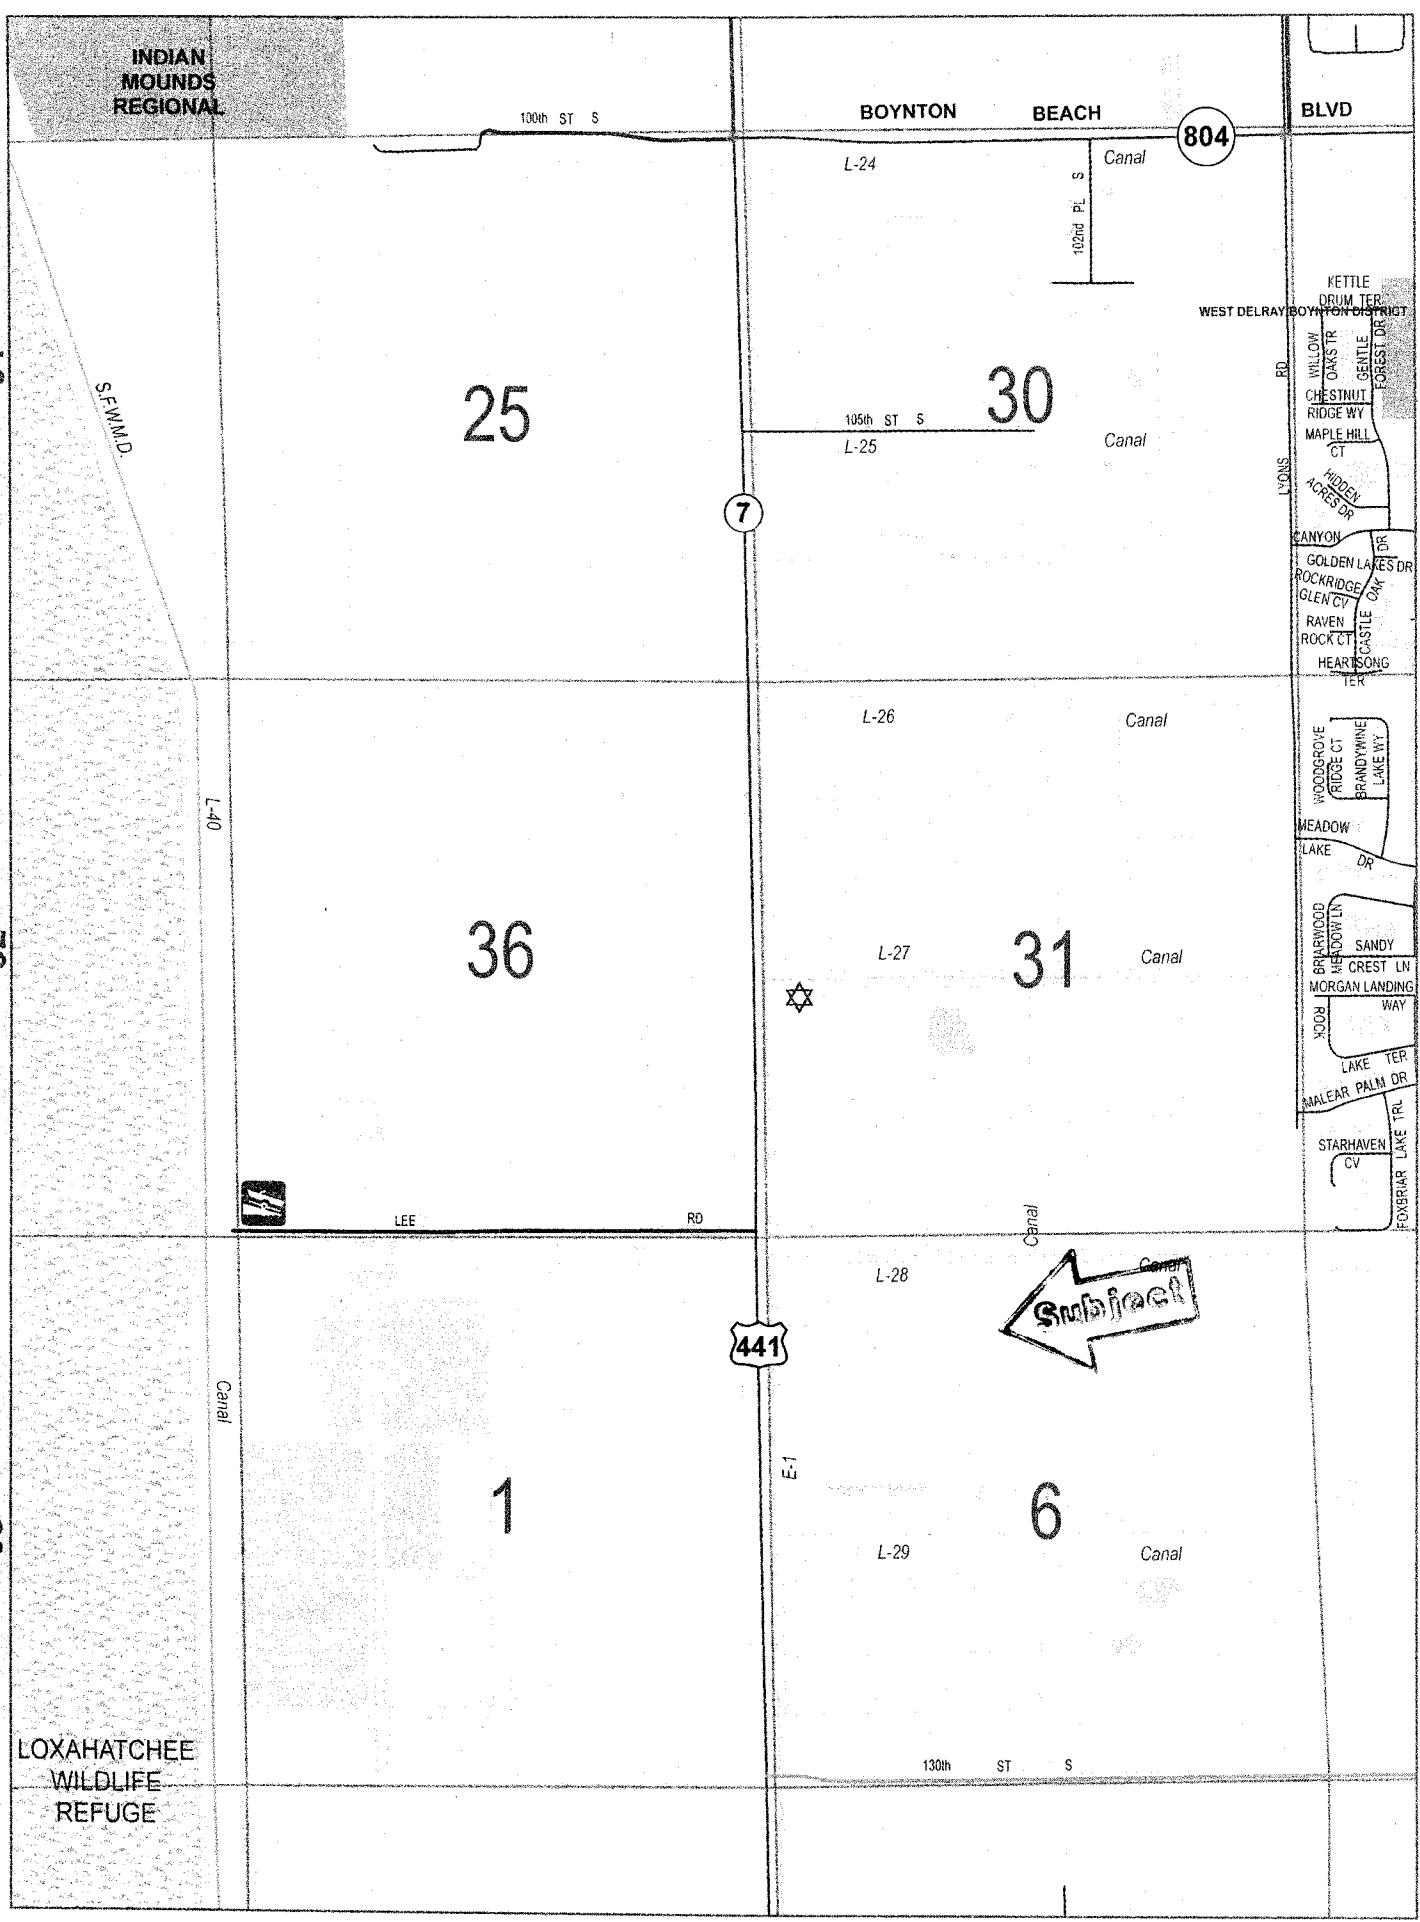 INDIAN
MOUNDS
REGIONAL
100th ST S
BOYNTON BEACH BLVD
804
L-24
Canal
102nd PL S
KETTLE
DRUM TER
WEST DELRAY/BOYNTON DISTRICT
WILLOW
OAKS TR
GENTLE
FOREST DR
LYONS RD
CHESTNUT
RIDGE WY
MAPLE HILL
CT
HIDDEN
ACRES DR
S.F.W.M.D.
25
30
105th ST S
L-25
Canal
7
CANYON
DR
GOLDEN LAKES DR
ROCKRIDGE
GLEN CV
CASTLE OAK
RAVEN
ROCK CT
HEARTSONG
TER
L-26
Canal
WOODGROVE
RIDGE CT
BRANDYWINE
LAKE WY
L-40
MEADOW
LAKE DR
36
31
L-27
Canal
BRIARWOOD
MEADOW LN
SANDY
CREST LN
MORGAN LANDING
WAY
ROCK
LAKE TER
MALEAR PALM DR
STARHAVEN
CV
FOXBRIAR LAKE TRL
LEE RD
Canal
L-28
Canal
Subject
441
Canal
E-1
1
6
L-29
Canal
LOXAHATCHEE
WILDLIFE
REFUGE
130th ST S